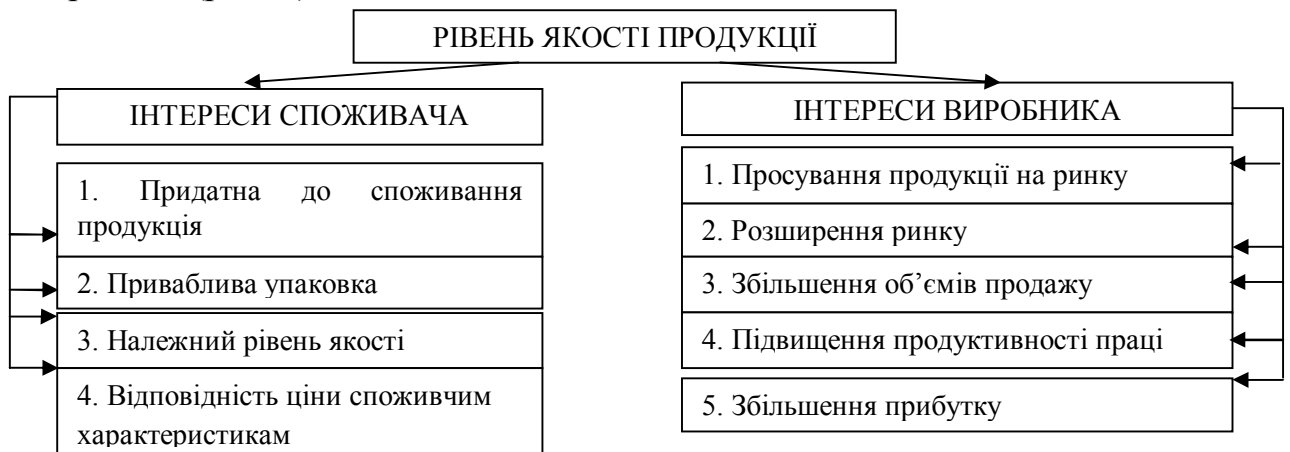 РІВЕНЬ ЯКОСТІ ПРОДУКЦІЇ
ІНТЕРЕСИ СПОЖИВАЧА
1. Придатна до споживання
продукція
2. Приваблива упаковка
3. Належний рівень якості
4. Відповідність ціни споживчим
характеристикам
ІНТЕРЕСИ ВИРОБНИКА
1. Просування продукції на ринку
2. Розширення ринку
3. Збільшення об’ємів продажу
4. Підвищення продуктивності праці
5. Збільшення прибутку